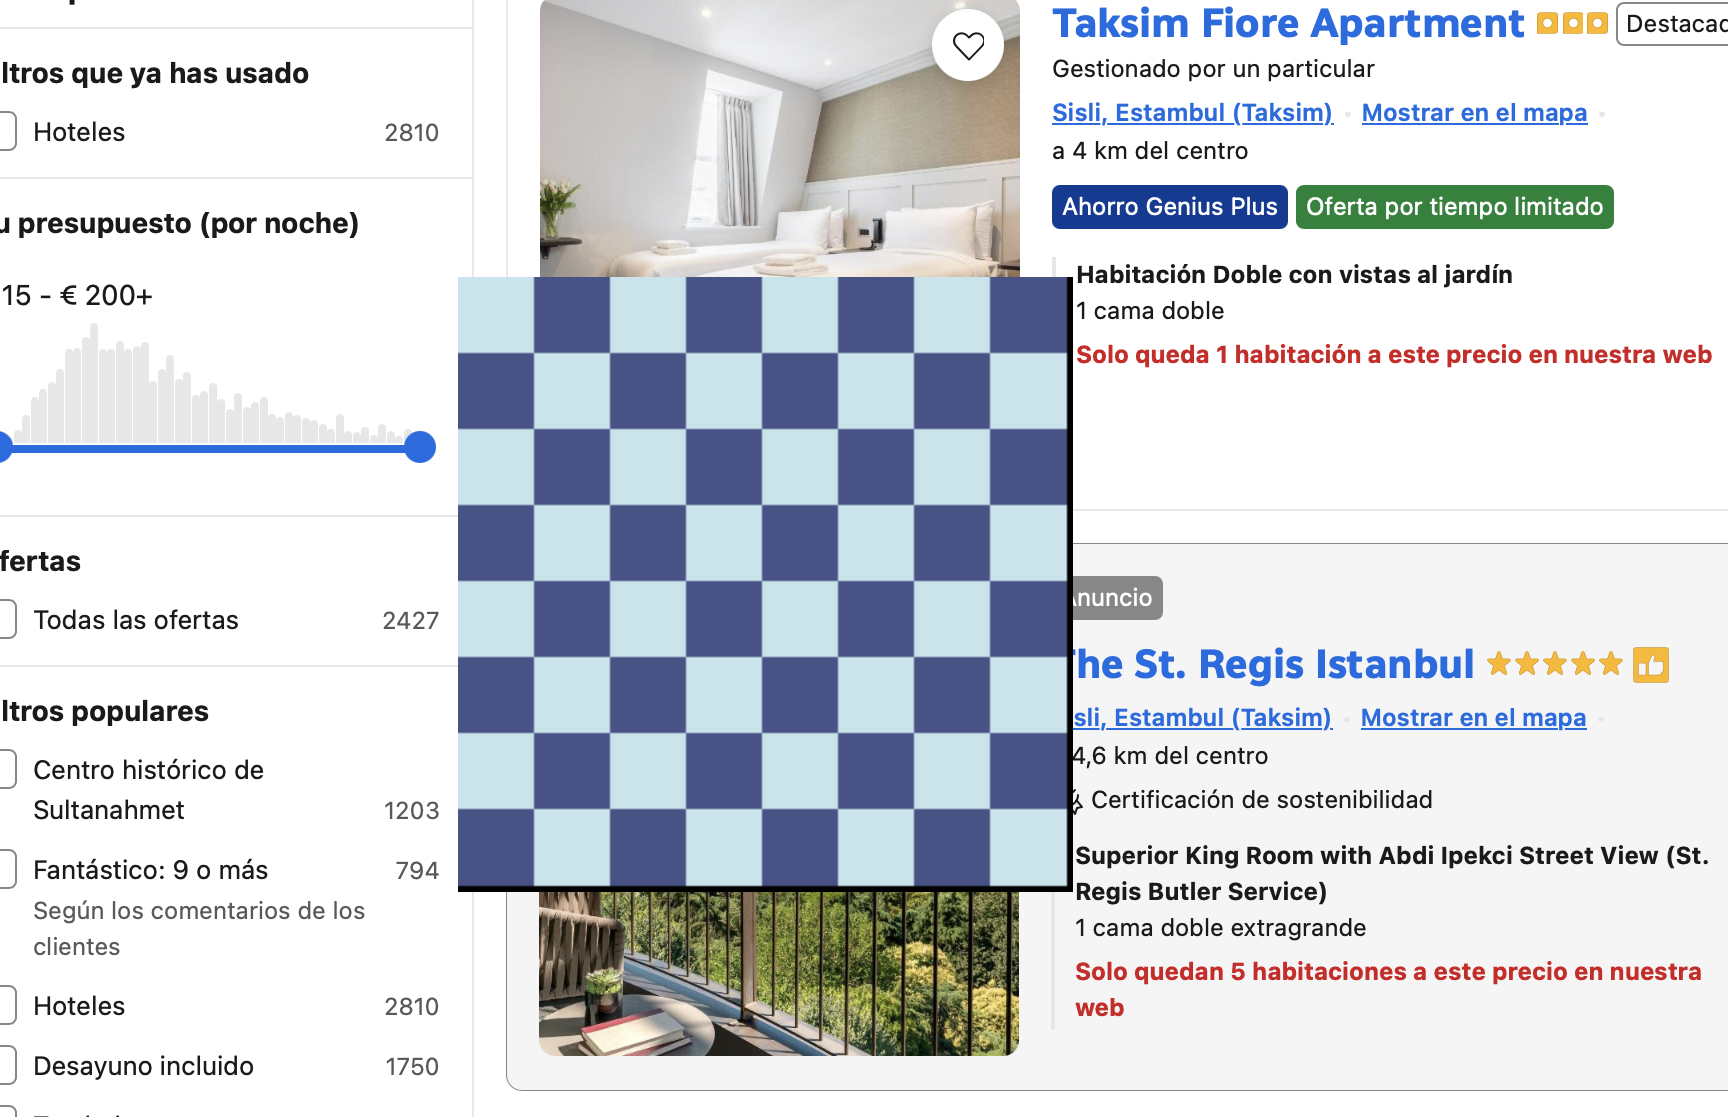 ltros que ya has usado
Hoteles 2810
u presupuesto (por noche)
15 - € 200+
fertas
Todas las ofertas 2427
ltros populares
Centro histórico de
Sultanahmet 1203
Fantástico: 9 o más 794
Según los comentarios de los
clientes
Hoteles 2810
Desayuno incluido 1750
Taksim Fiore Apartment Destacad
Gestionado por un particular
Sisli, Estambul (Taksim) · Mostrar en el mapa ·
a 4 km del centro
Ahorro Genius Plus Oferta por tiempo limitado
Habitación Doble con vistas al jardín
1 cama doble
Solo queda 1 habitación a este precio en nuestra web
Anuncio
The St. Regis Istanbul
sli, Estambul (Taksim) · Mostrar en el mapa ·
4,6 km del centro
Certificación de sostenibilidad
Superior King Room with Abdi Ipekci Street View (St.
Regis Butler Service)
1 cama doble extragrande
Solo quedan 5 habitaciones a este precio en nuestra
web